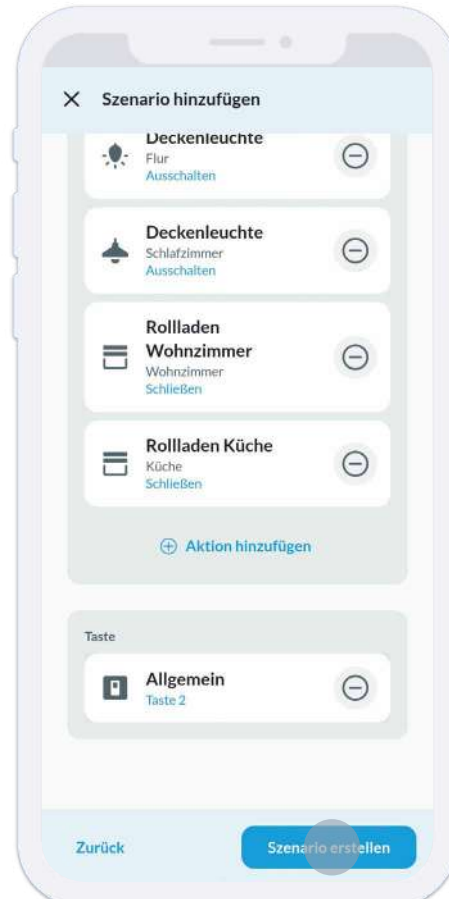 Szenario hinzufügen
Deckenleuchte
Flur
Ausschalten
Deckenleuchte
Schlafzimmer
Ausschalten
Rollladen
Wohnzimmer
Wohnzimmer
Schließen
Rollladen Küche
Küche
Schließen
Aktion hinzufügen
Taste
Allgemein
Taste 2
Zurück
Szenario erstellen